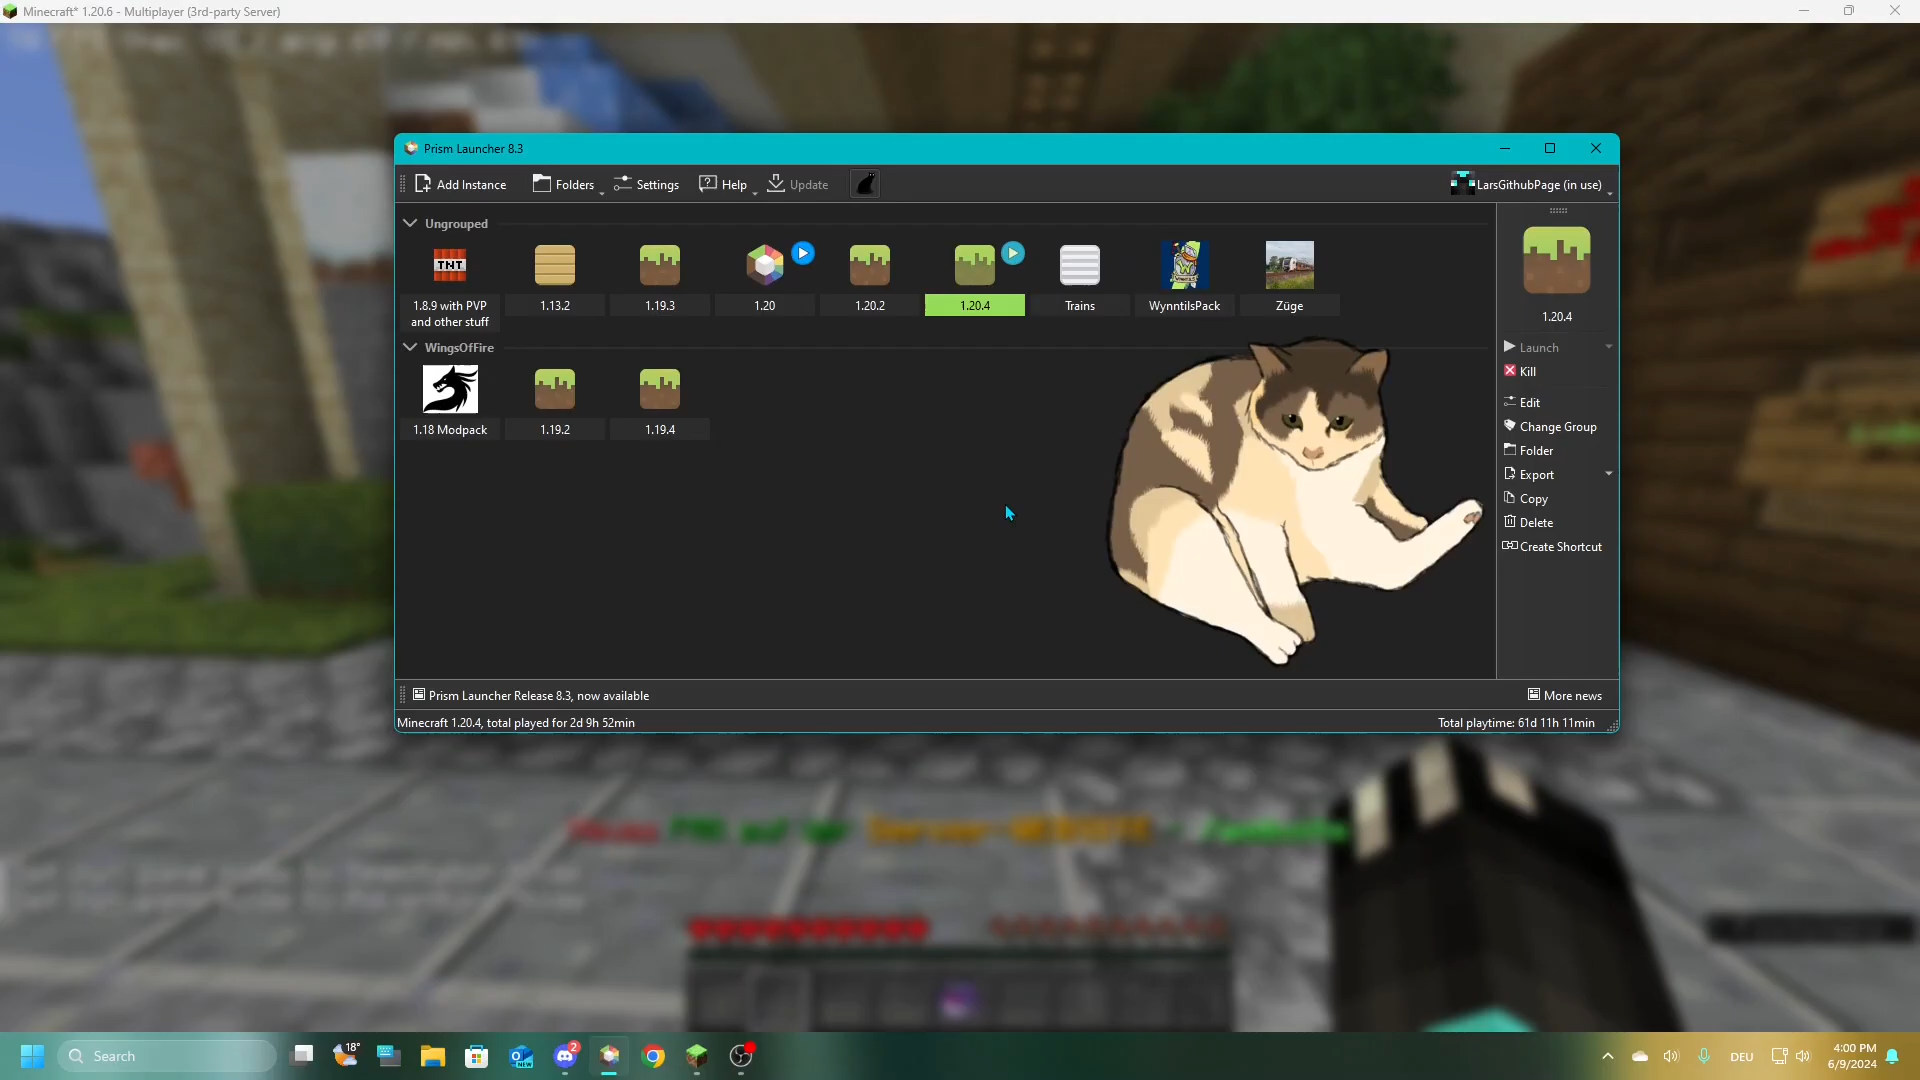 Minecraft* 1.20.6 - Multiplayer (3rd-party Server)
Prism Launcher 8.3
Add Instance
Folders
Settings
Help
Update
LarsGithubPage (in use)
Ungrouped
TNT
1.8.9 with PVP
and other stuff
1.13.2
1.19.3
1.20
1.20.2
1.20.4
Trains
WynntilsPack
Züge
WingsOfFire
1.18 Modpack
1.19.2
1.19.4
1.20.4
Launch
Kill
Edit
Change Group
Folder
Export
Copy
Delete
Create Shortcut
Prism Launcher Release 8.3, now available
More news
Minecraft 1.20.4, total played for 2d 9h 52min
Total playtime: 61d 11h 11min
Search
18°
NEW
2
DEU
4:00 PM
6/9/2024